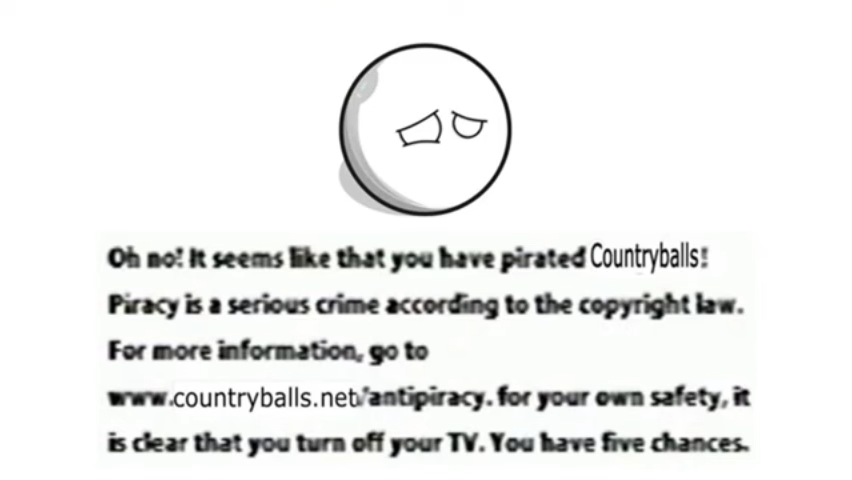 Oh no! It seems like that you have pirated Countryballs!
Piracy is a serious crime according to the copyright law.
For more information, go to
www.countryballs.net/antipiracy. for your own safety, it
is clear that you turn off your TV. You have five chances.